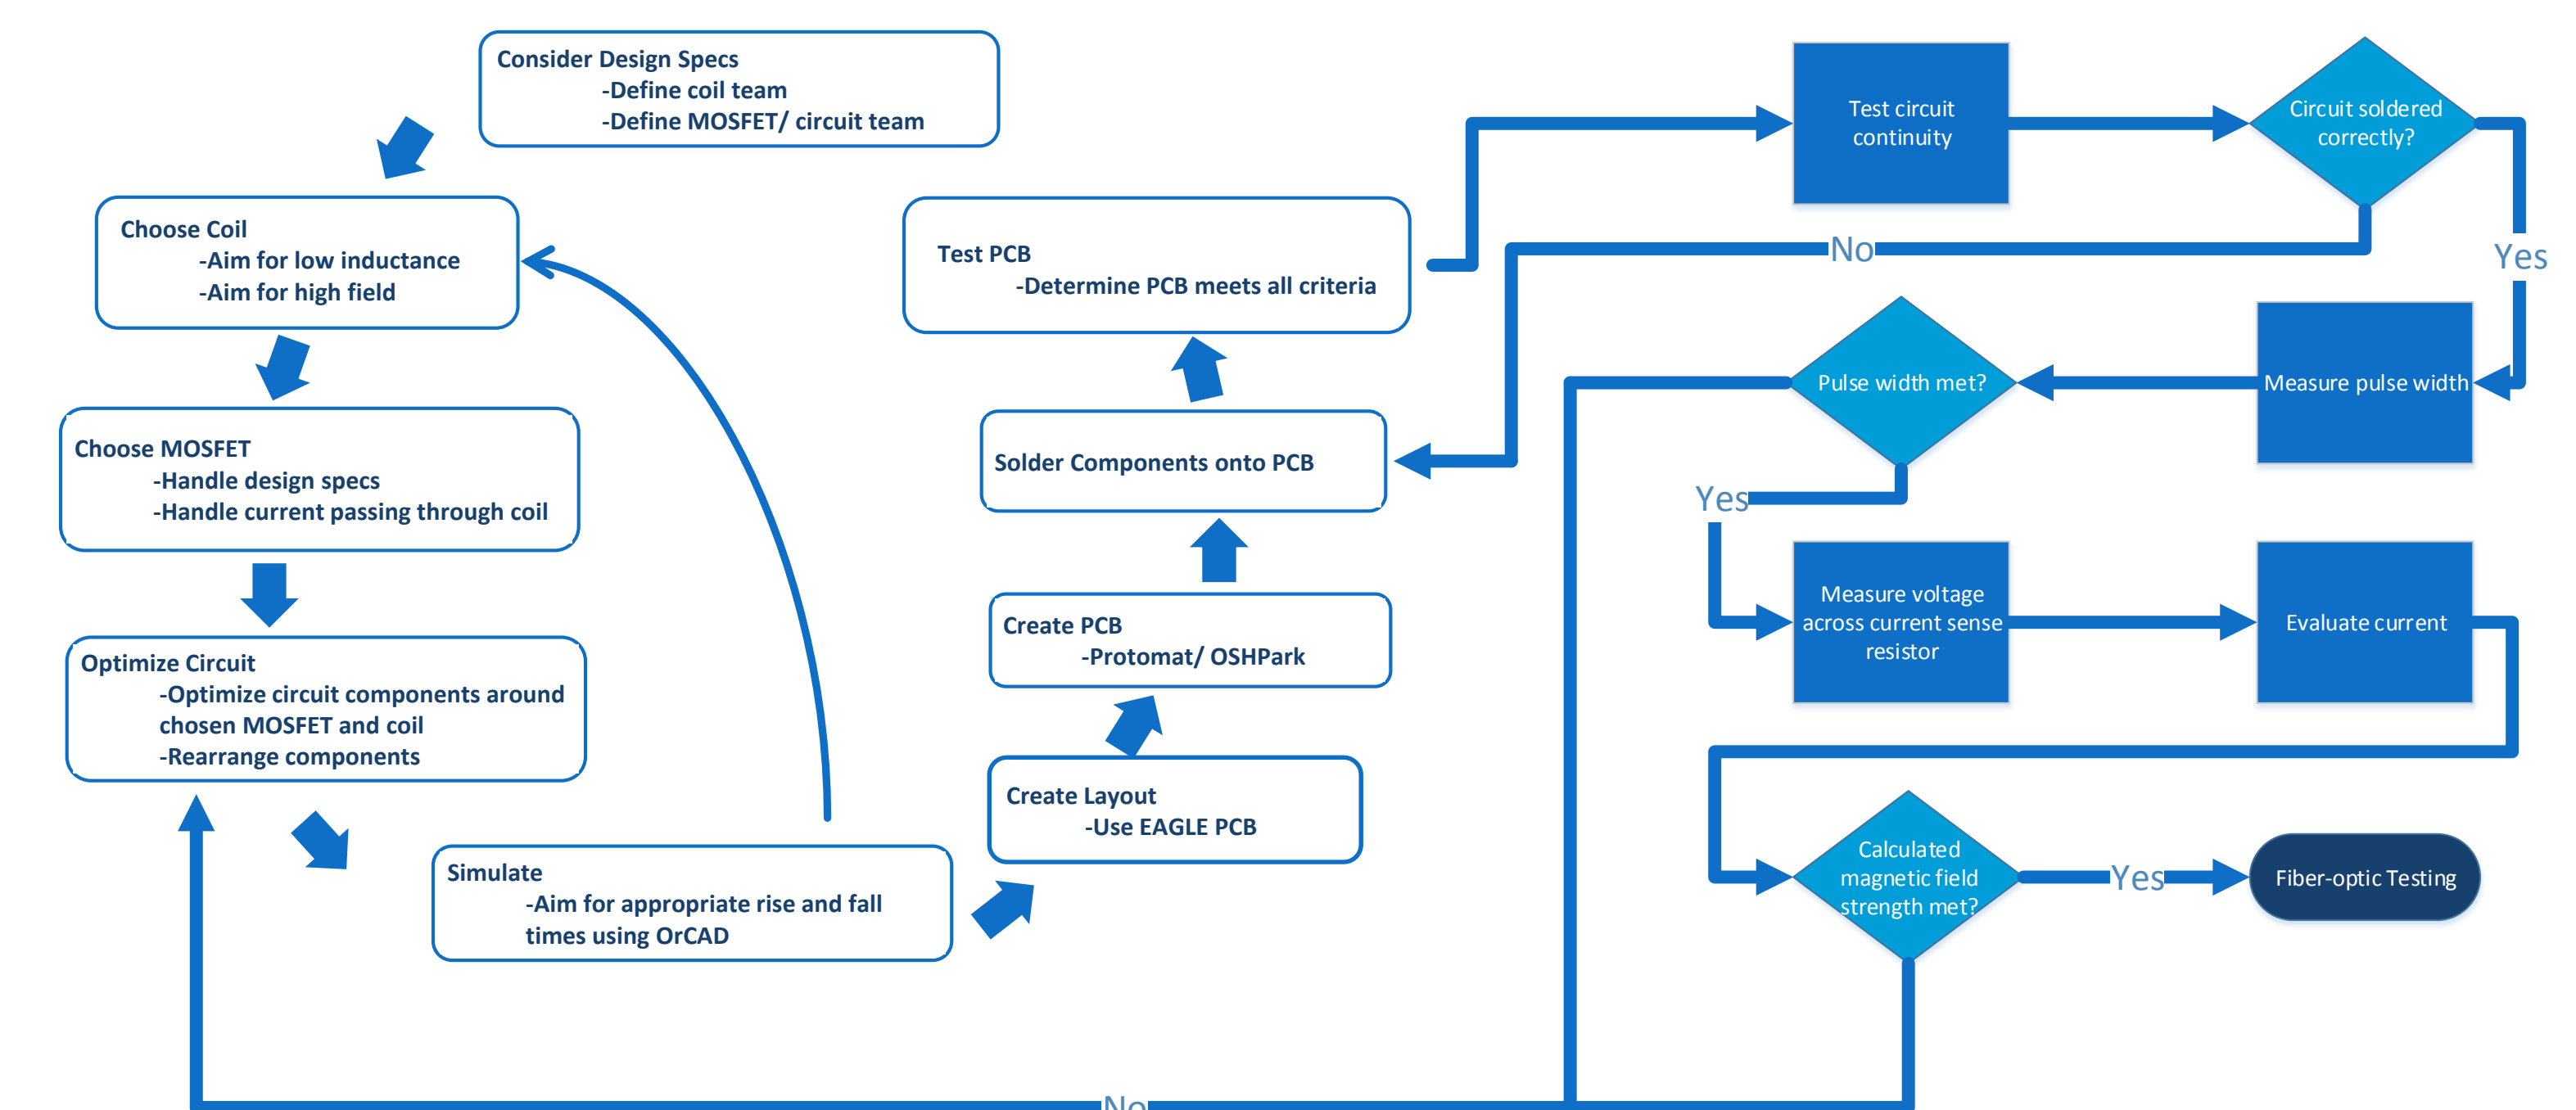 Consider Design Specs
-Define coil team
-Define MOSFET/ circuit team
Choose Coil
-Aim for low inductance
-Aim for high field
Choose MOSFET
-Handle design specs
-Handle current passing through coil
Optimize Circuit
-Optimize circuit components around
chosen MOSFET and coil
-Rearrange components
Simulate
-Aim for appropriate rise and fall
times using OrCAD
Create Layout
-Use EAGLE PCB
Create PCB
-Protomat/ OSHPark
Solder Components onto PCB
Test PCB
-Determine PCB meets all criteria
Test circuit
continuity
Circuit soldered
correctly?
No
Yes
Measure pulse width
Pulse width met?
Yes
Measure voltage
across current sense
resistor
Evaluate current
Calculated
magnetic field
strength met?
Yes
Fiber-optic Testing
No